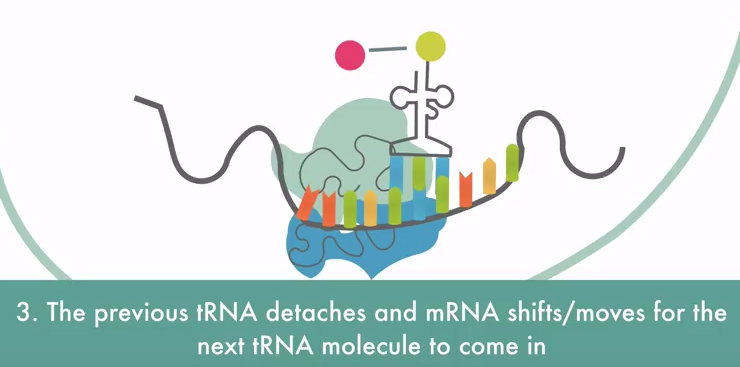 3. The previous tRNA detaches and mRNA shifts/moves for the
next tRNA molecule to come in